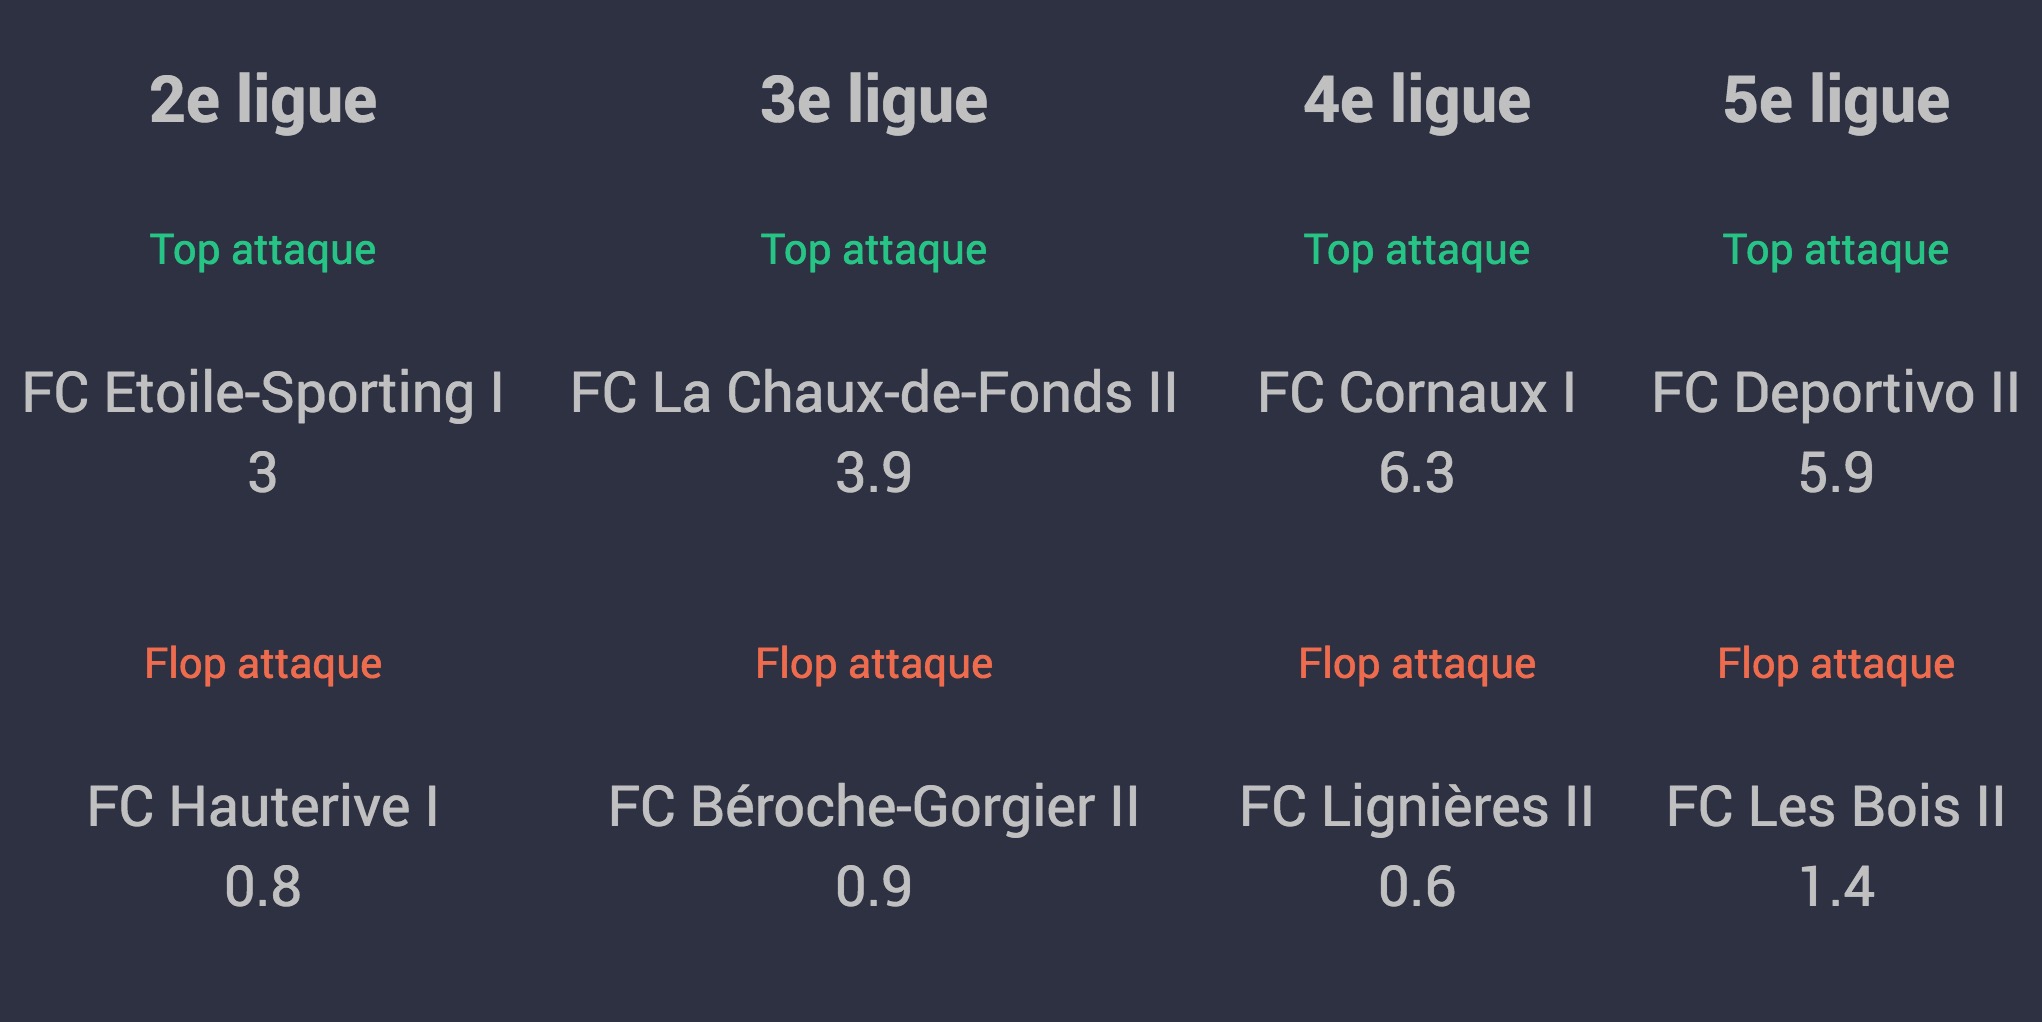 2e ligue
Top attaque
FC Etoile-Sporting I
3
Flop attaque
FC Hauterive I
0.8
3e ligue
Top attaque
FC La Chaux-de-Fonds II
3.9
Flop attaque
FC Béroche-Gorgier II
0.9
4e ligue
Top attaque
FC Cornaux I
6.3
Flop attaque
FC Lignières II
0.6
5e ligue
Top attaque
FC Deportivo II
5.9
Flop attaque
FC Les Bois II
1.4